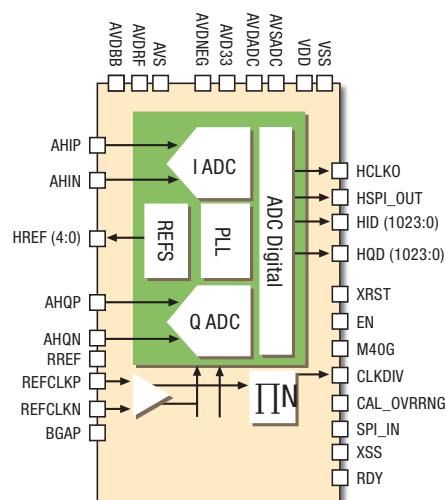 AVDBB
AVDRF
AVS
AVDNEG
AVD33
AVDADC
AVSADC
VDD
VSS
AHIP
AHIN
HREF (4:0)
AHQP
AHQN
RREF
REFCLKP
REFCLKN
BGAP
I ADC
REFS
PLL
ADC Digital
Q ADC
∏N
HCLKO
HSPI_OUT
HID (1023:0)
HQD (1023:0)
XRST
EN
M40G
CLKDIV
CAL_OVRRNG
SPI_IN
XSS
RDY